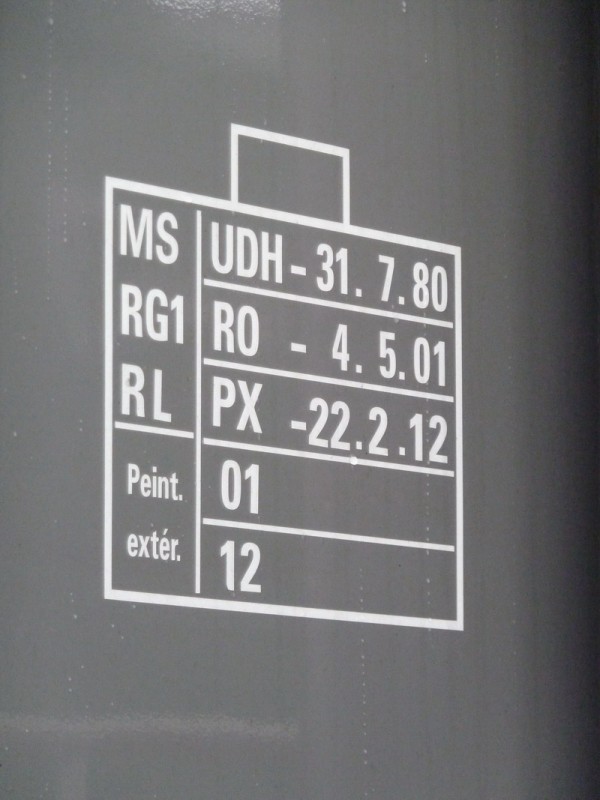 MS UDH - 31. 7. 80
RG1 RO - 4. 5. 01
RL PX -22.2.12
Peint. 01
extér. 12